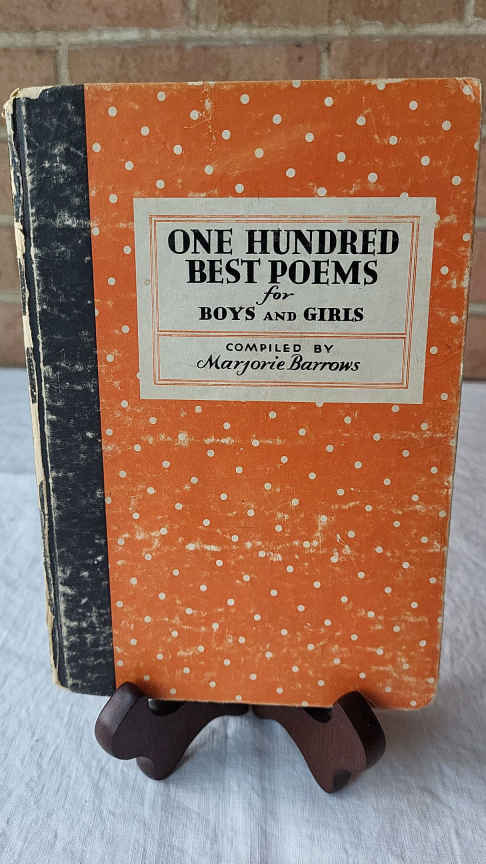 ONE HUNDRED
BEST POEMS
for
BOYS AND GIRLS
COMPILED BY
Marjorie Barrows